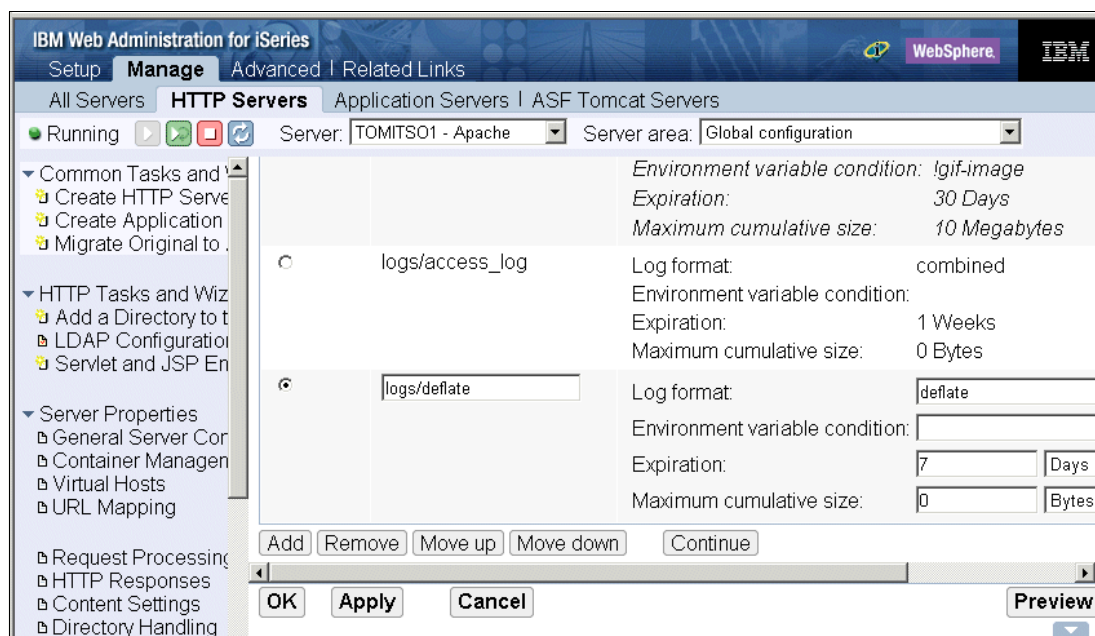 IBM Web Administration for iSeries
WebSphere.
IBM
Setup Manage Advanced | Related Links
All Servers HTTP Servers Application Servers | ASF Tomcat Servers
Running Server: TOMITSO1 - Apache Server area: Global configuration
Common Tasks and
Create HTTP Serve
Create Application
Migrate Original to .
HTTP Tasks and Wiz
Add a Directory to t
LDAP Configuration
Servlet and JSP En
Server Properties
General Server Con
Container Managem
Virtual Hosts
URL Mapping
Request Processing
HTTP Responses
Content Settings
Directory Handling
Environment variable condition: !gif-image
Expiration: 30 Days
Maximum cumulative size: 10 Megabytes
logs/access_log Log format: combined
Environment variable condition:
Expiration: 1 Weeks
Maximum cumulative size: 0 Bytes
logs/deflate Log format: deflate
Environment variable condition:
Expiration: 7 Days
Maximum cumulative size: 0 Bytes
Add Remove Move up Move down Continue
OK Apply Cancel Preview